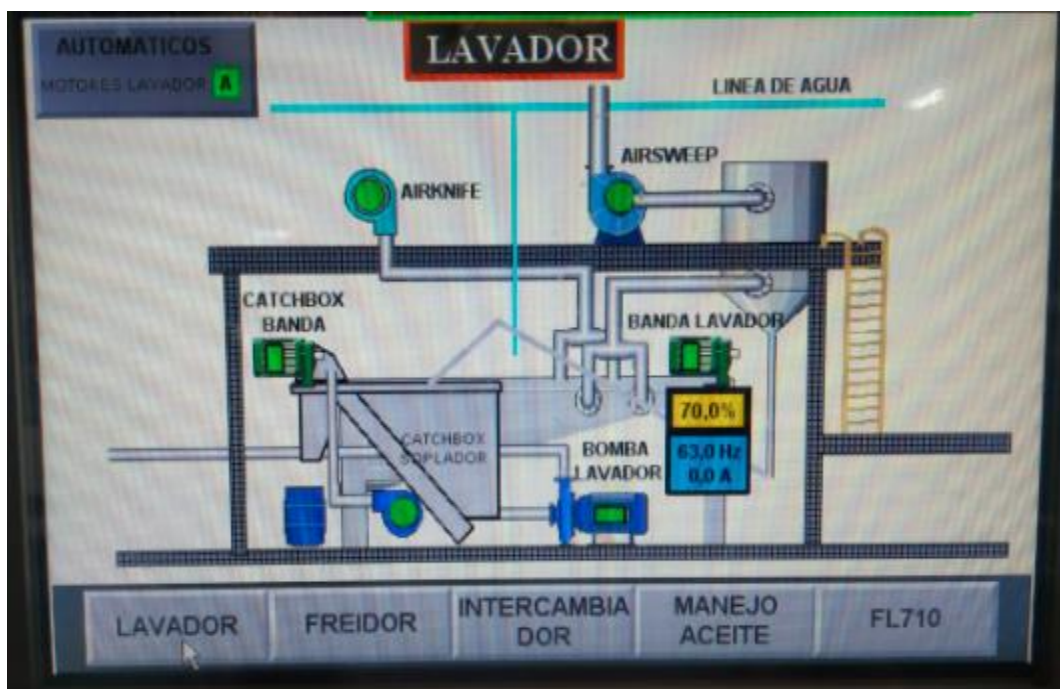 AUTOMATICOS
MOTORES LAVADOR A
LAVADOR
LINEA DE AGUA
AIRSWEEP
AIRKNIFE
CATCHBOX
BANDA
BANDA LAVADOR
70,0%
CATCHBOX
SOPLADOR
BOMBA
LAVADOR
63,0 Hz
0,0 A
LAVADOR
FREIDOR
INTERCAMBIA
DOR
MANEJO
ACEITE
FL710